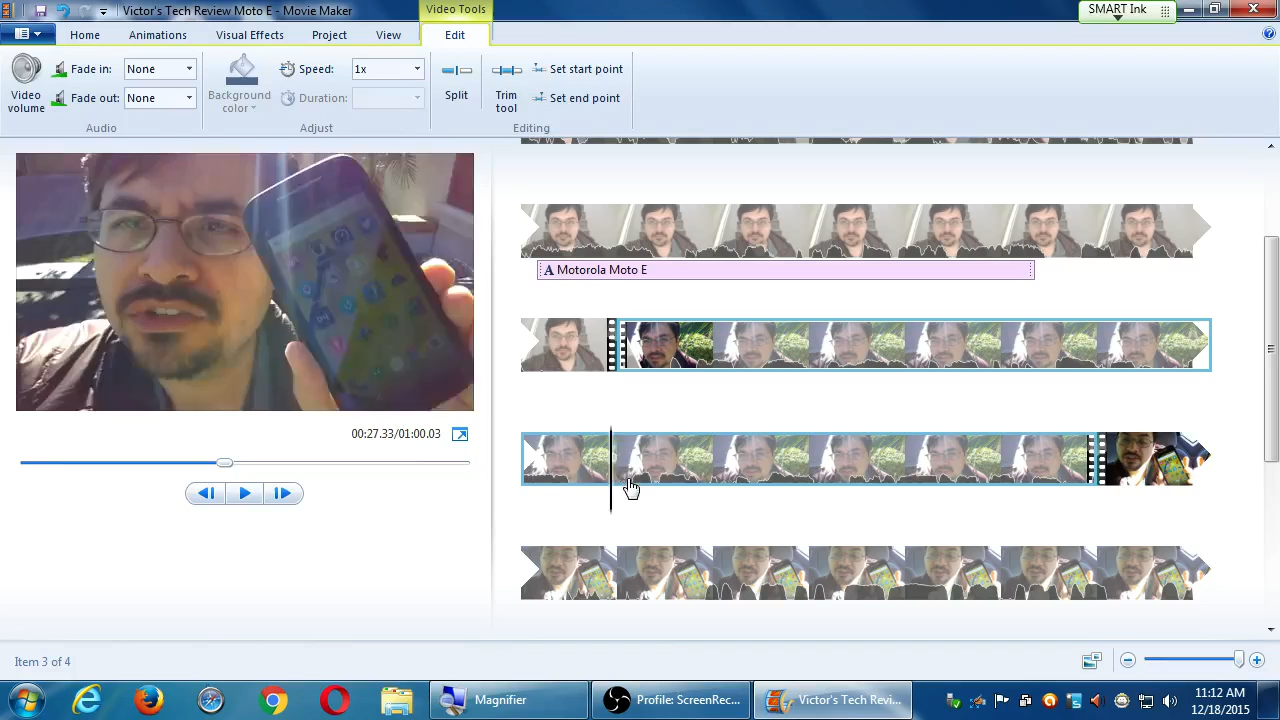 Victor's Tech Review Moto E - Movie Maker
Video Tools
SMART Ink
Home
Animations
Visual Effects
Project
View
Edit
Video volume
Fade in:
None
Fade out:
None
Background color
Speed:
1x
Duration:
Split
Trim tool
Set start point
Set end point
Audio
Adjust
Editing
A Motorola Moto E
00:27.33/01:00.03
Item 3 of 4
Magnifier
Profile: ScreenRec...
Victor's Tech Revi...
11:12 AM
12/18/2015